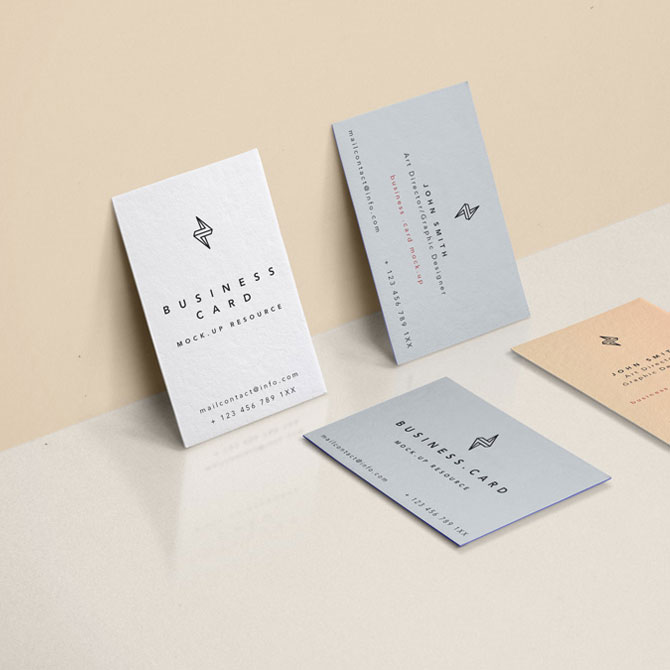 BUSINESS
CARD
MOCK.UP RESOURCE
mailcontact@info.com
+ 123 456 789 1XX
JOHN SMITH
Art Director/Graphic Designer
business .card mock.up
mailcontact@info.com
+ 123 456 789 1XX
BUSINESS.CARD
MOCK.UP RESOURCE
mailcontact@info.com
+ 123 456 789 1XX
JOHN SMITH
Art Director
Graphic De
business